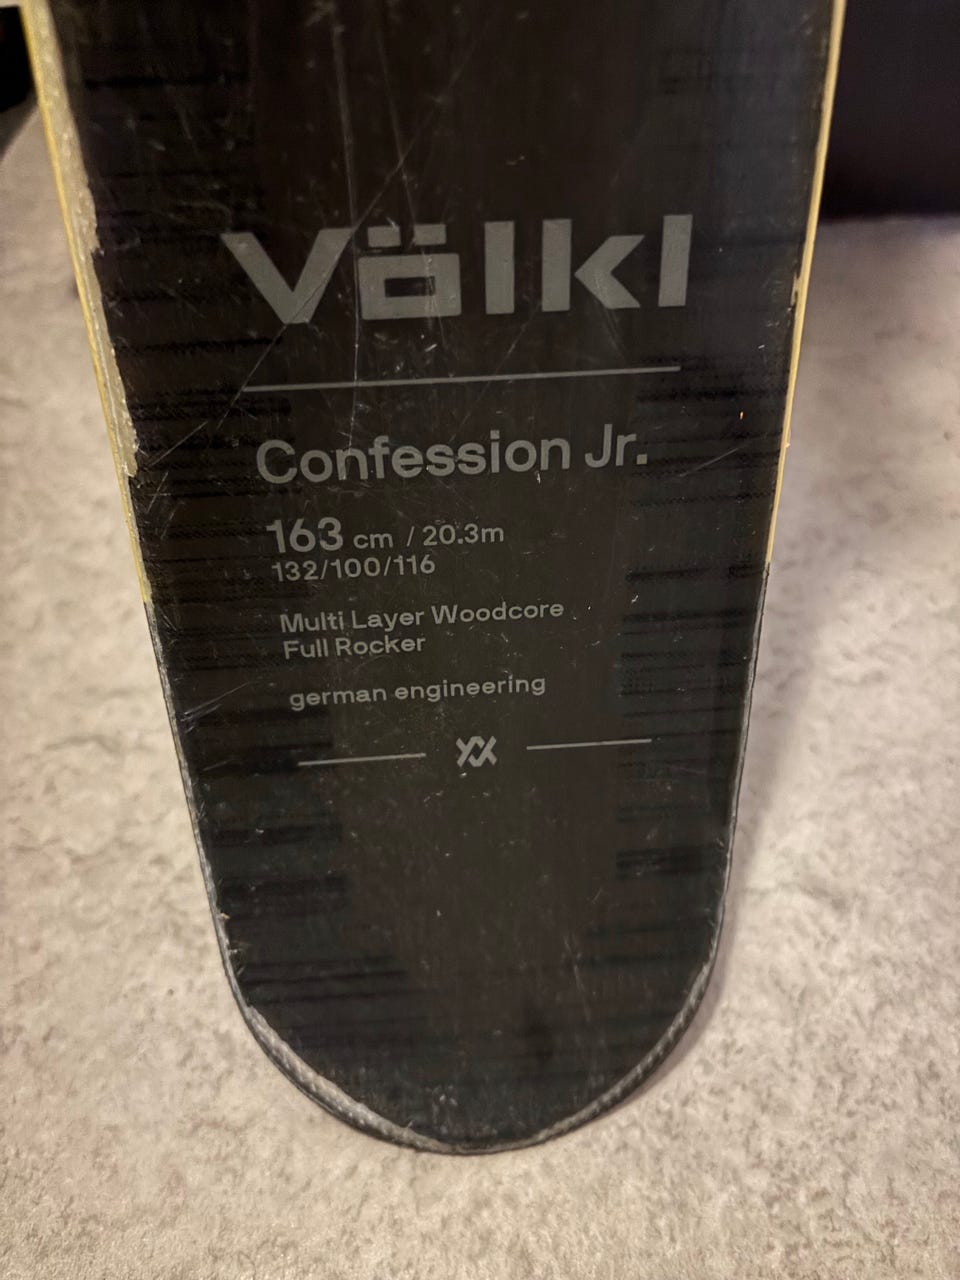 Völkl
Confession Jr.
163 cm / 20.3m
132/100/116
Multi Layer Woodcore
Full Rocker
german engineering